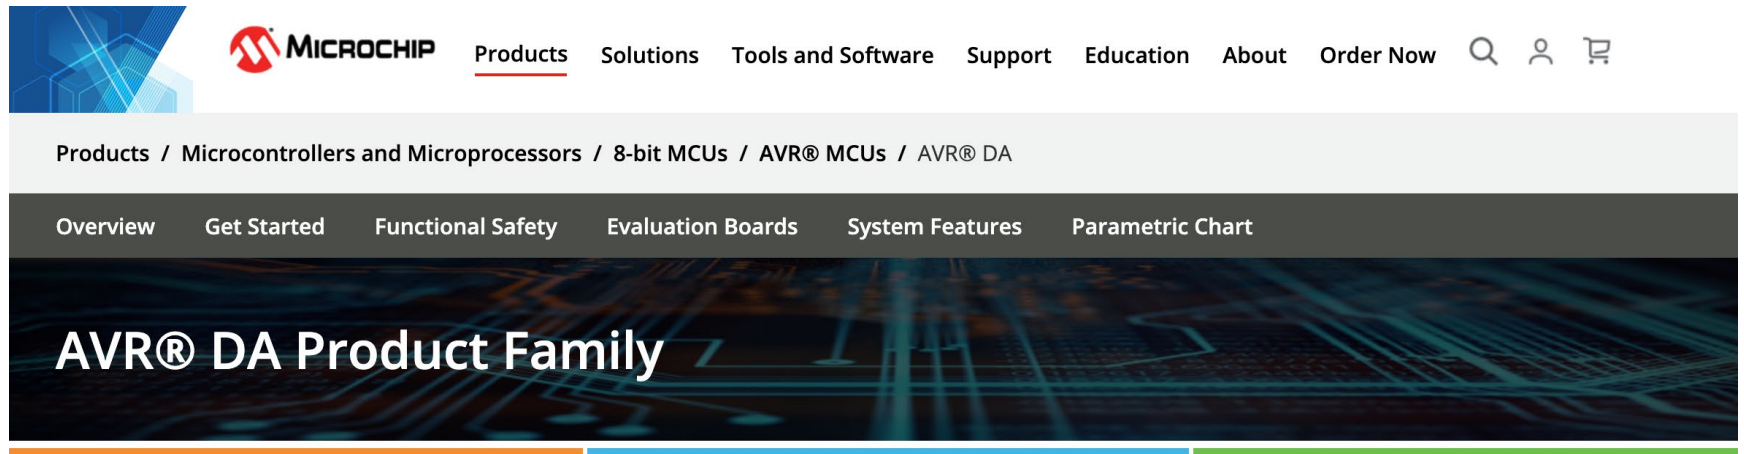 MICROCHIP Products Solutions Tools and Software Support Education About Order Now
Products / Microcontrollers and Microprocessors / 8-bit MCUs / AVR® MCUs / AVR® DA
Overview Get Started Functional Safety Evaluation Boards System Features Parametric Chart
AVR® DA Product Family